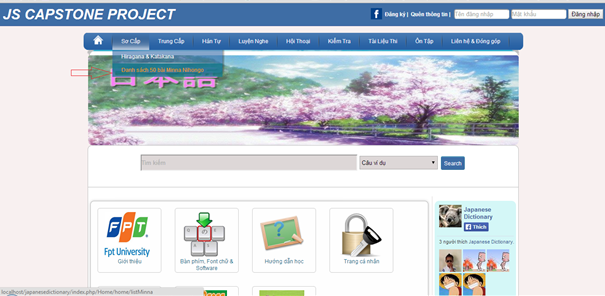 JS CAPSTONE PROJECT
Đăng ký | Quên thông tin | Tên đăng nhập Mật khẩu Đăng nhập
Sơ Cấp Trung Cấp Hán Tự Luyện Nghe Hội Thoại Kiểm Tra Tài Liệu Thi Ôn Tập Liên hệ & Đóng góp
Hiragana & Katakana
Danh sách 50 bài Minna Nihongo
日本語
Tìm kiếm Câu ví dụ Search
FPT
Fpt University
Giới thiệu
Bàn phím, Font chữ & Software
Hướng dẫn học
Trang cá nhân
Japanese
Dictionary
Thích
3 người thích Japanese Dictionary.
localhost/japanesedictionary/index.php/Home/home/listMinna